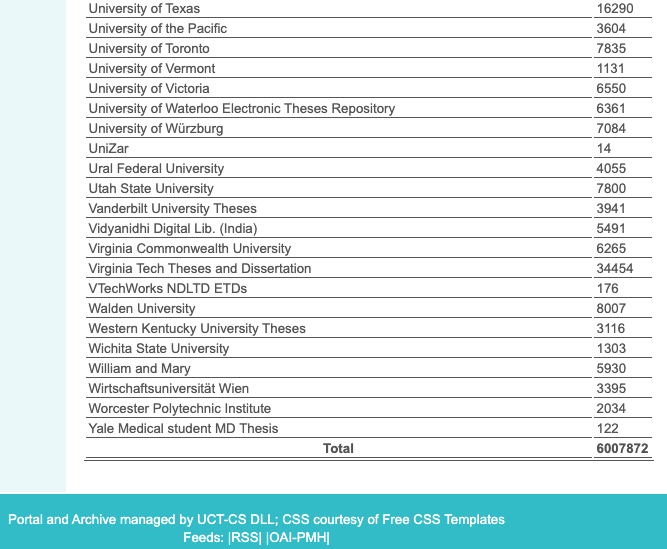 University of Texas 16290
University of the Pacific 3604
University of Toronto 7835
University of Vermont 1131
University of Victoria 6550
University of Waterloo Electronic Theses Repository 6361
University of Würzburg 7084
UniZar 14
Ural Federal University 4055
Utah State University 7800
Vanderbilt University Theses 3941
Vidyanidhi Digital Lib. (India) 5491
Virginia Commonwealth University 6265
Virginia Tech Theses and Dissertation 34454
VTechWorks NDLTD ETDs 176
Walden University 8007
Western Kentucky University Theses 3116
Wichita State University 1303
William and Mary 5930
Wirtschaftsuniversität Wien 3395
Worcester Polytechnic Institute 2034
Yale Medical student MD Thesis 122
Total 6007872
Portal and Archive managed by UCT-CS DLL; CSS courtesy of Free CSS Templates
Feeds: |RSS| |OAI-PMH|